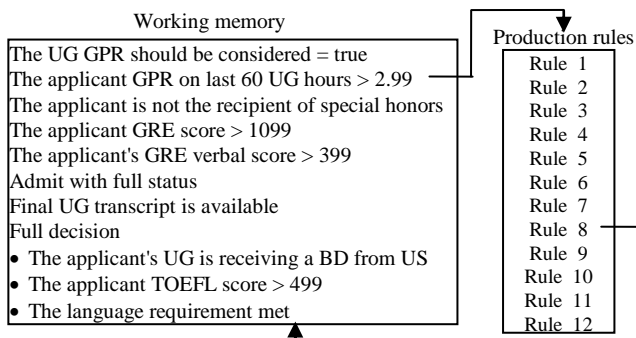 Working memory
The UG GPR should be considered = true
The applicant GPR on last 60 UG hours > 2.99
The applicant is not the recipient of special honors
The applicant GRE score > 1099
The applicant's GRE verbal score > 399
Admit with full status
Final UG transcript is available
Full decision
• The applicant's UG is receiving a BD from US
• The applicant TOEFL score > 499
• The language requirement met
Production rules
Rule 1
Rule 2
Rule 3
Rule 4
Rule 5
Rule 6
Rule 7
Rule 8
Rule 9
Rule 10
Rule 11
Rule 12